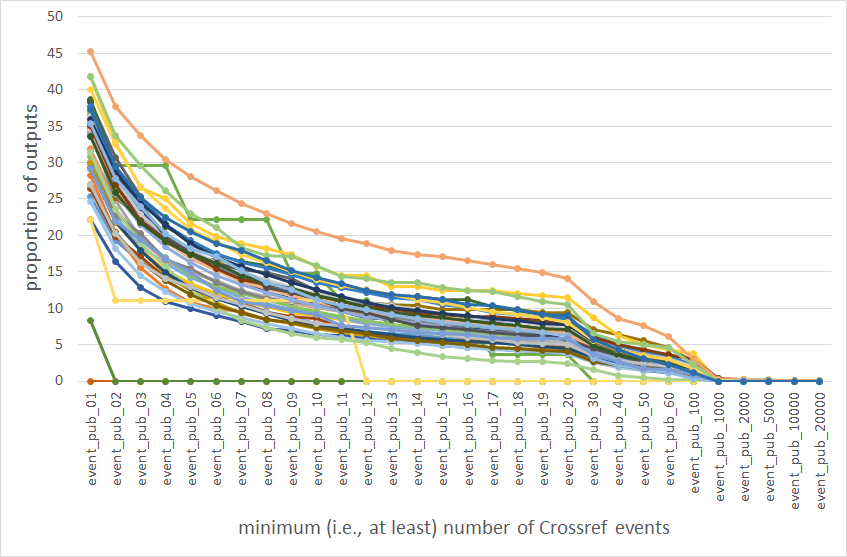 50
45
40
35
30
25
20
15
10
5
0
proportion of outputs
event_pub_01
event_pub_02
event_pub_03
event_pub_04
event_pub_05
event_pub_06
event_pub_07
event_pub_08
event_pub_09
event_pub_10
event_pub_11
event_pub_12
event_pub_13
event_pub_14
event_pub_15
event_pub_16
event_pub_17
event_pub_18
event_pub_19
event_pub_20
event_pub_30
event_pub_40
event_pub_50
event_pub_60
event_pub_100
event_pub_1000
event_pub_2000
event_pub_5000
event_pub_10000
event_pub_20000
minimum (i.e., at least) number of Crossref events